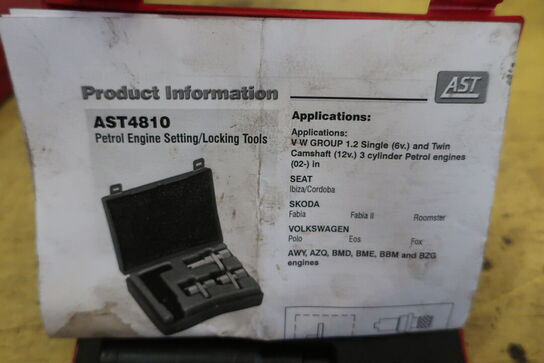 Product Information
AST
AST4810
Petrol Engine Setting/Locking Tools
Applications:
Applications:
V W GROUP 1.2 Single (6v.) and Twin
Camshaft (12v.) 3 cylinder Petrol engines
(02-) in
SEAT
Ibiza/Cordoba
SKODA
Fabia Fabia II Roomster
VOLKSWAGEN
Polo Eos Fox
AWY, AZQ, BMD, BME, BBM and BZG
engines